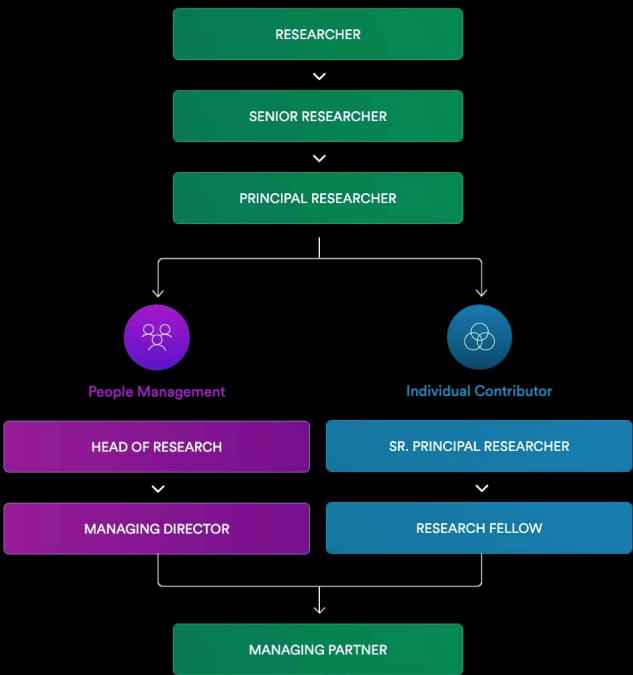 RESEARCHER
SENIOR RESEARCHER
PRINCIPAL RESEARCHER
People Management
Individual Contributor
HEAD OF RESEARCH
SR. PRINCIPAL RESEARCHER
MANAGING DIRECTOR
RESEARCH FELLOW
MANAGING PARTNER